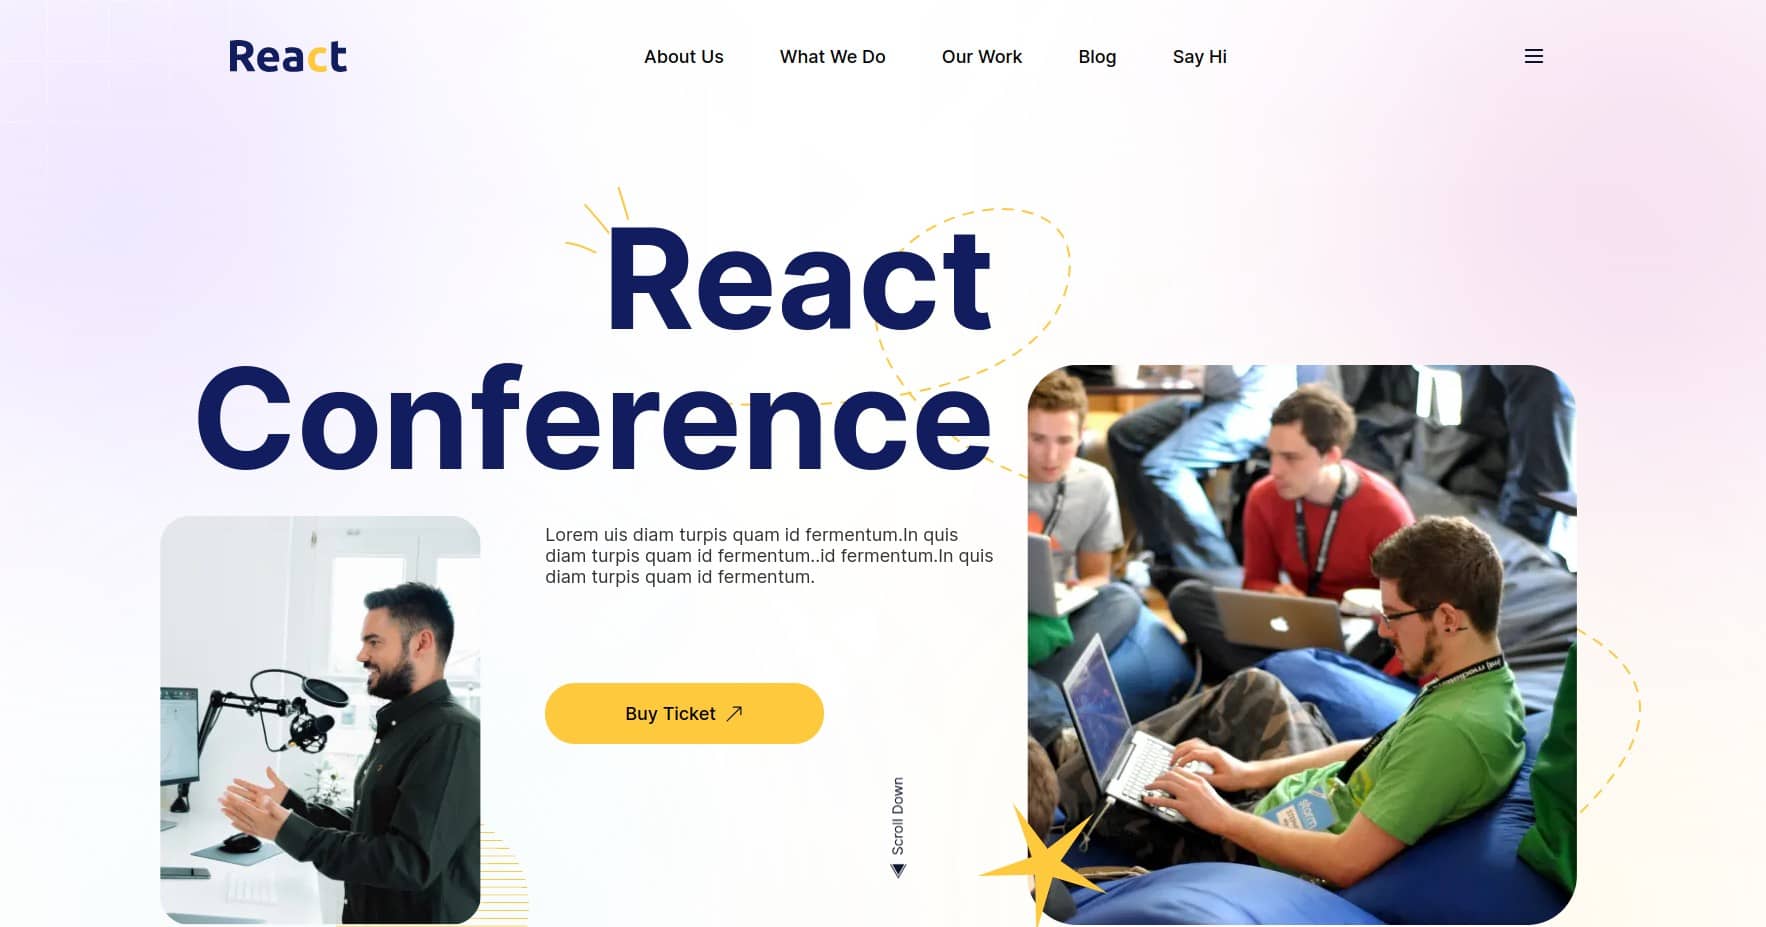 React
About Us
What We Do
Our Work
Blog
Say Hi
React
Conference
Lorem uis diam turpis quam id fermentum.In quis
diam turpis quam id fermentum..id fermentum.In quis
diam turpis quam id fermentum.
Buy Ticket
Scroll Down
storm